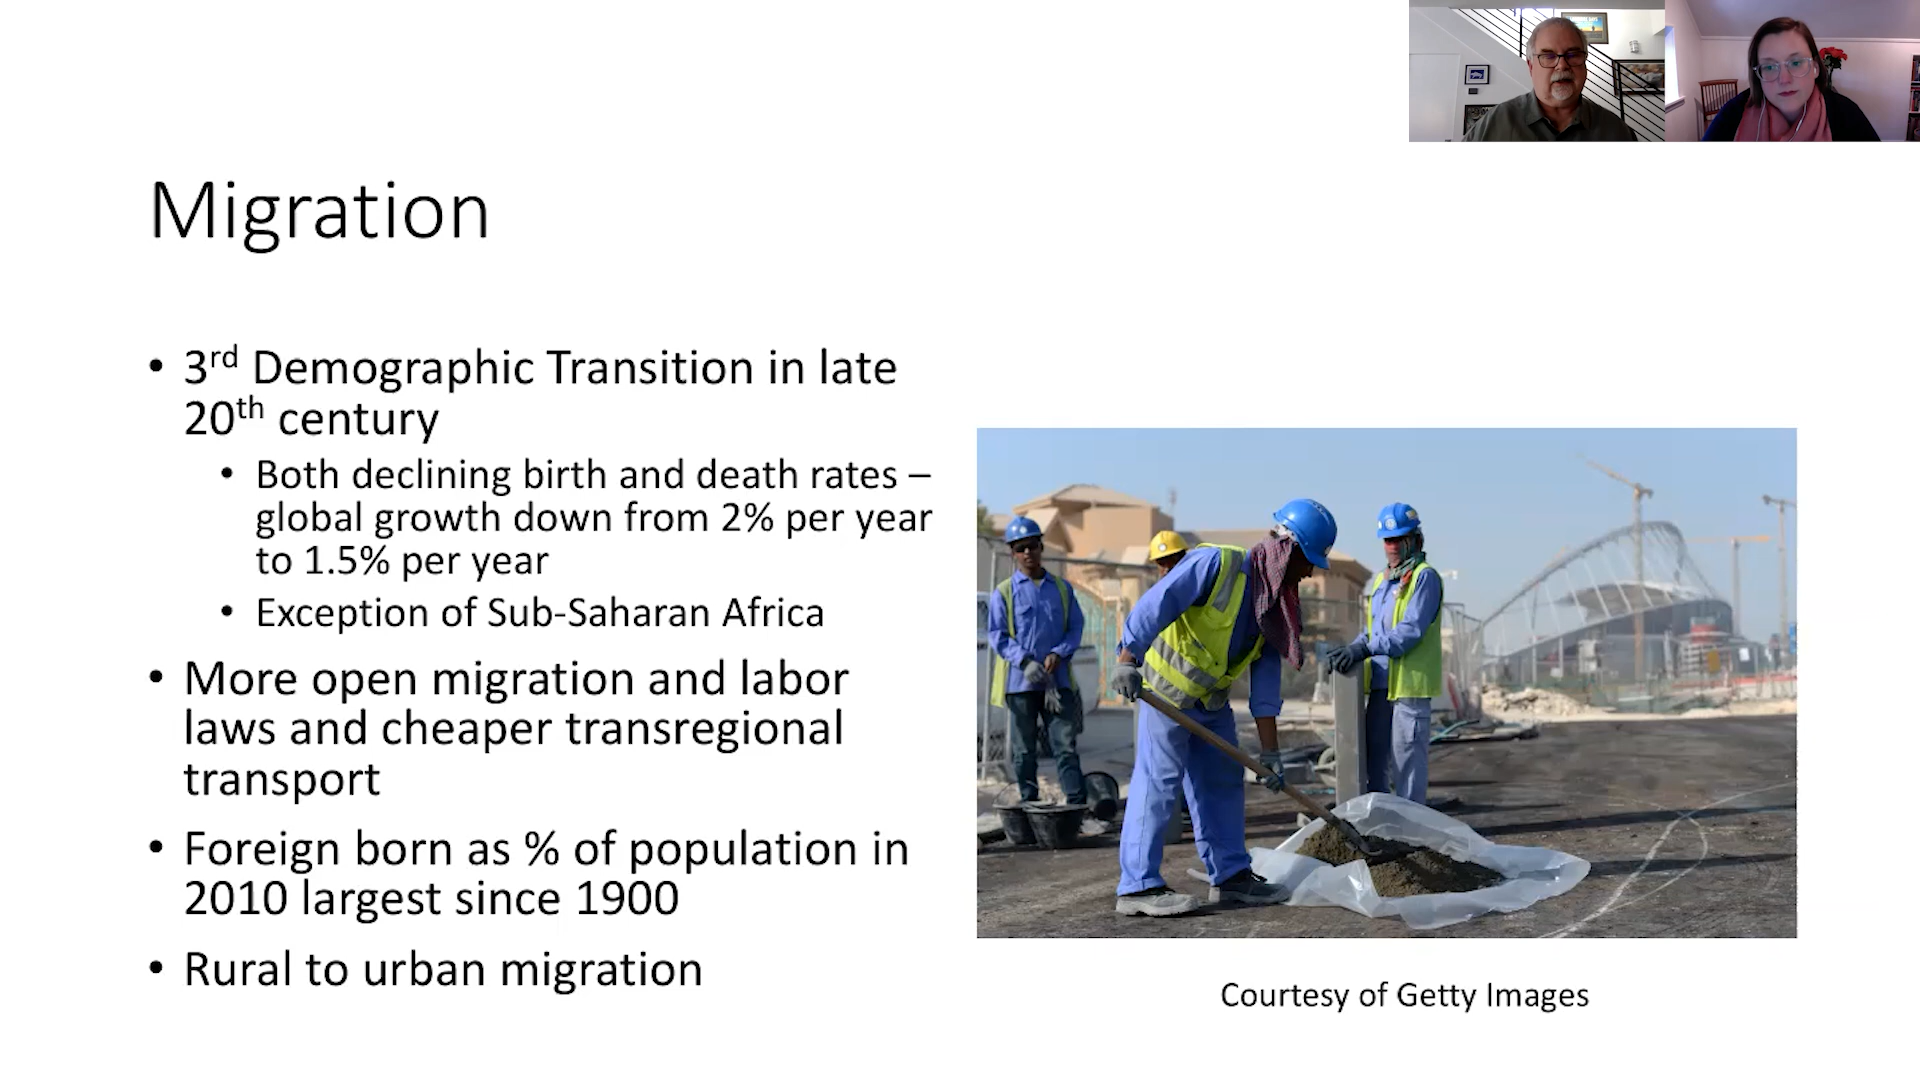 Migration
• 3rd Demographic Transition in late
20th century
• Both declining birth and death rates –
global growth down from 2% per year
to 1.5% per year
• Exception of Sub-Saharan Africa
• More open migration and labor
laws and cheaper transregional
transport
• Foreign born as % of population in
2010 largest since 1900
• Rural to urban migration
Courtesy of Getty Images